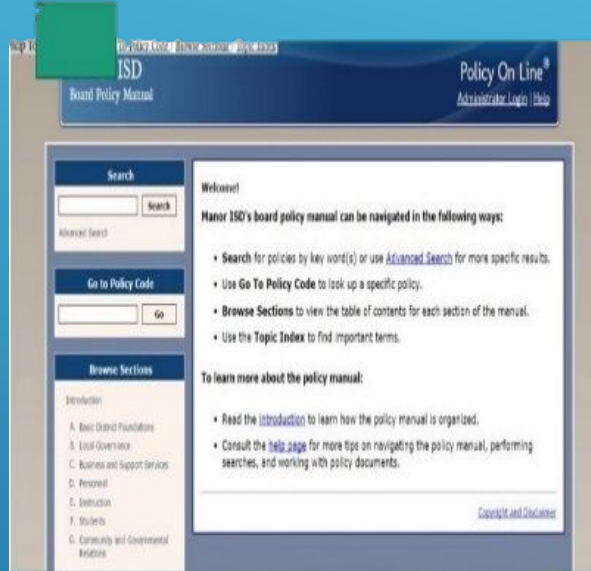 To Policy Code | Browse Sections | Topic Index
ISD
Board Policy Manual
Policy On Line®
Administrator Login | Help
Search
Search
Advanced Search
Go to Policy Code
Go
Browse Sections
Introduction
A. Basic District Foundations
B. Local Governance
C. Business and Support Services
D. Personnel
E. Instruction
F. Students
G. Community and Governmental
Relations
Welcome!
Manor ISD's board policy manual can be navigated in the following ways:
• Search for policies by key word(s) or use Advanced Search for more specific results.
• Use Go To Policy Code to look up a specific policy.
• Browse Sections to view the table of contents for each section of the manual.
• Use the Topic Index to find important terms.
To learn more about the policy manual:
• Read the introduction to learn how the policy manual is organized.
• Consult the help page for more tips on navigating the policy manual, performing
searches, and working with policy documents.
Copyright and Disclaimer